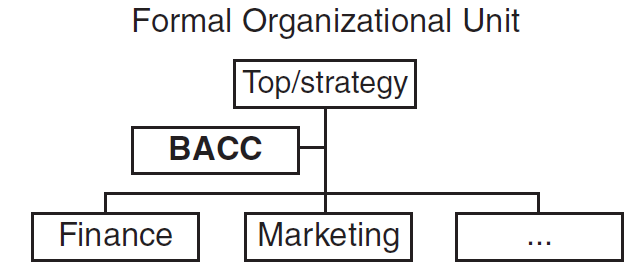 Formal Organizational Unit
Top/strategy
BACC
Finance
Marketing
...